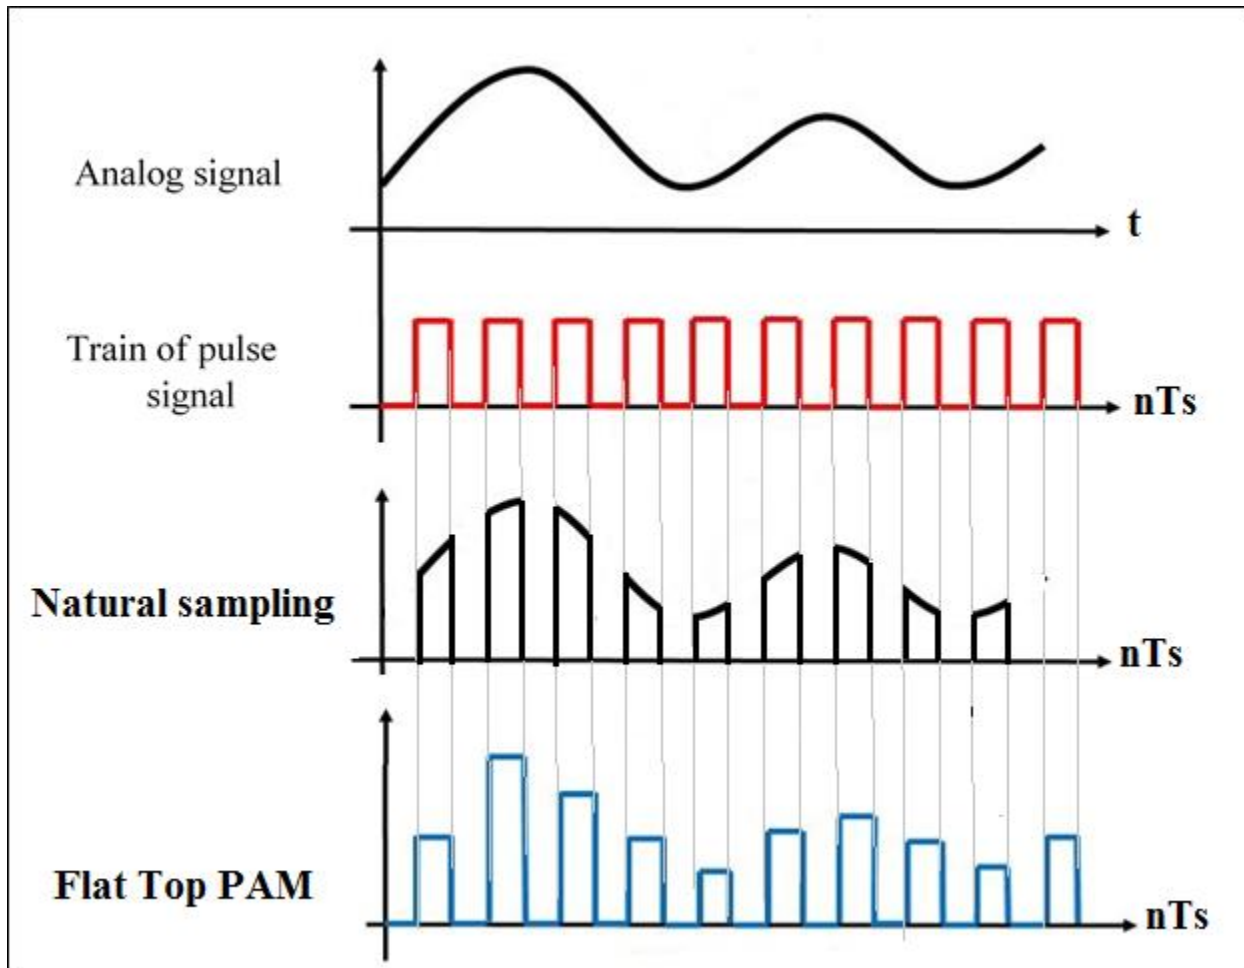 Analog signal
t
Train of pulse
signal
nTs
Natural sampling
nTs
Flat Top PAM
nTs